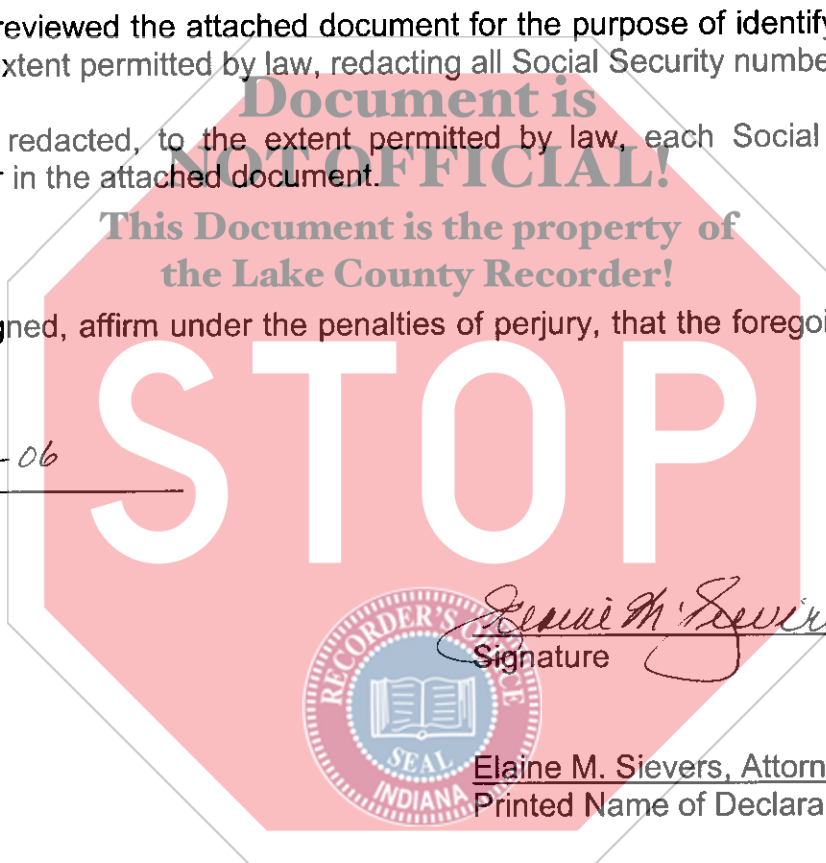 reviewed the attached document for the purpose of identify
xtent permitted by law, redacting all Social Security numbe
Document is
redacted, to the extent permitted by law, each Social
NOT OFFICIAL!
r in the attached document.
This Document is the property of
the Lake County Recorder!
gned, affirm under the penalties of perjury, that the foregoi
STOP
-06
Signature
RECORDER'S OFFICE
SEAL
INDIANA
Elaine M. Sievers, Attorn
Printed Name of Declara